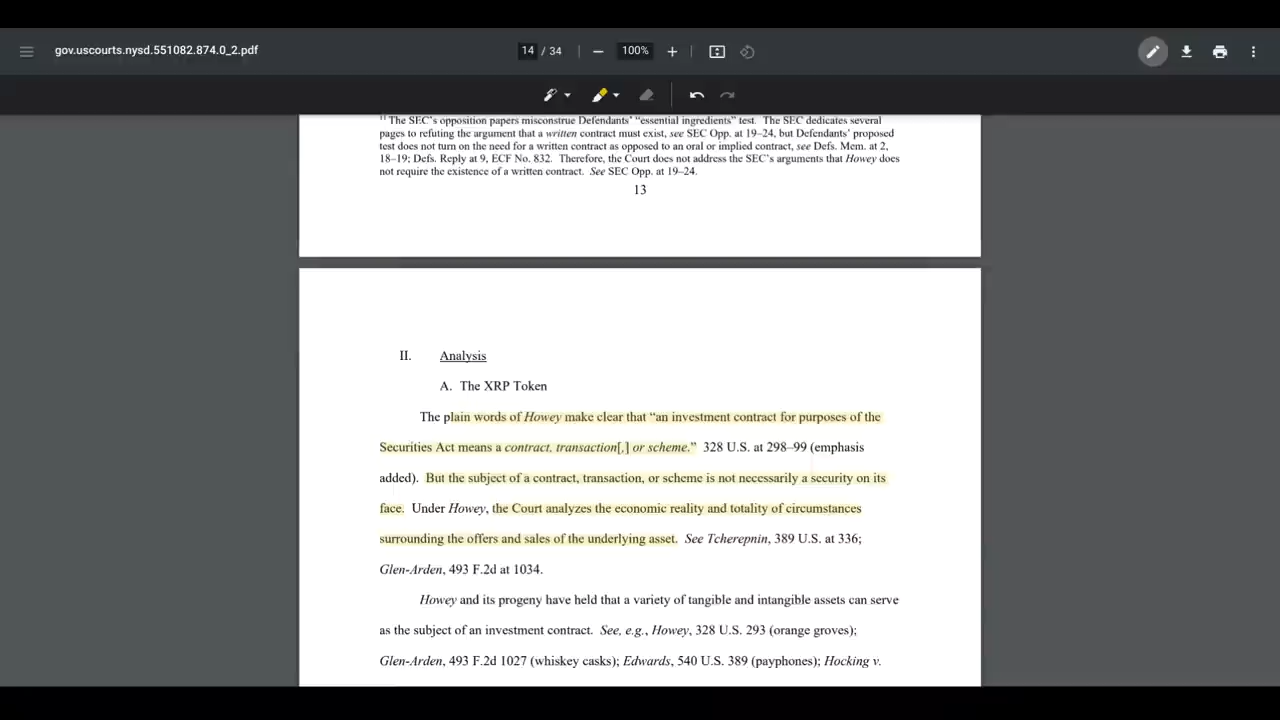 gov.uscourts.nysd.551082.874.0_2.pdf
14 / 34
100%
11 The SEC's opposition papers misconstrue Defendants' “essential ingredients” test. The SEC dedicates several
pages to refuting the argument that a written contract must exist, see SEC Opp. at 19–24, but Defendants' proposed
test does not turn on the need for a written contract as opposed to an oral or implied contract, see Defs. Mem. at 2,
18–19; Defs. Reply at 9, ECF No. 832. Therefore, the Court does not address the SEC's arguments that Howey does
not require the existence of a written contract. See SEC Opp. at 19–24.
13
II. Analysis
A. The XRP Token
The plain words of Howey make clear that “an investment contract for purposes of the
Securities Act means a contract, transaction[,] or scheme.” 328 U.S. at 298–99 (emphasis
added). But the subject of a contract, transaction, or scheme is not necessarily a security on its
face. Under Howey, the Court analyzes the economic reality and totality of circumstances
surrounding the offers and sales of the underlying asset. See Tcherepnin, 389 U.S. at 336;
Glen-Arden, 493 F.2d at 1034.
Howey and its progeny have held that a variety of tangible and intangible assets can serve
as the subject of an investment contract. See, e.g., Howey, 328 U.S. 293 (orange groves);
Glen-Arden, 493 F.2d 1027 (whiskey casks); Edwards, 540 U.S. 389 (payphones); Hocking v.